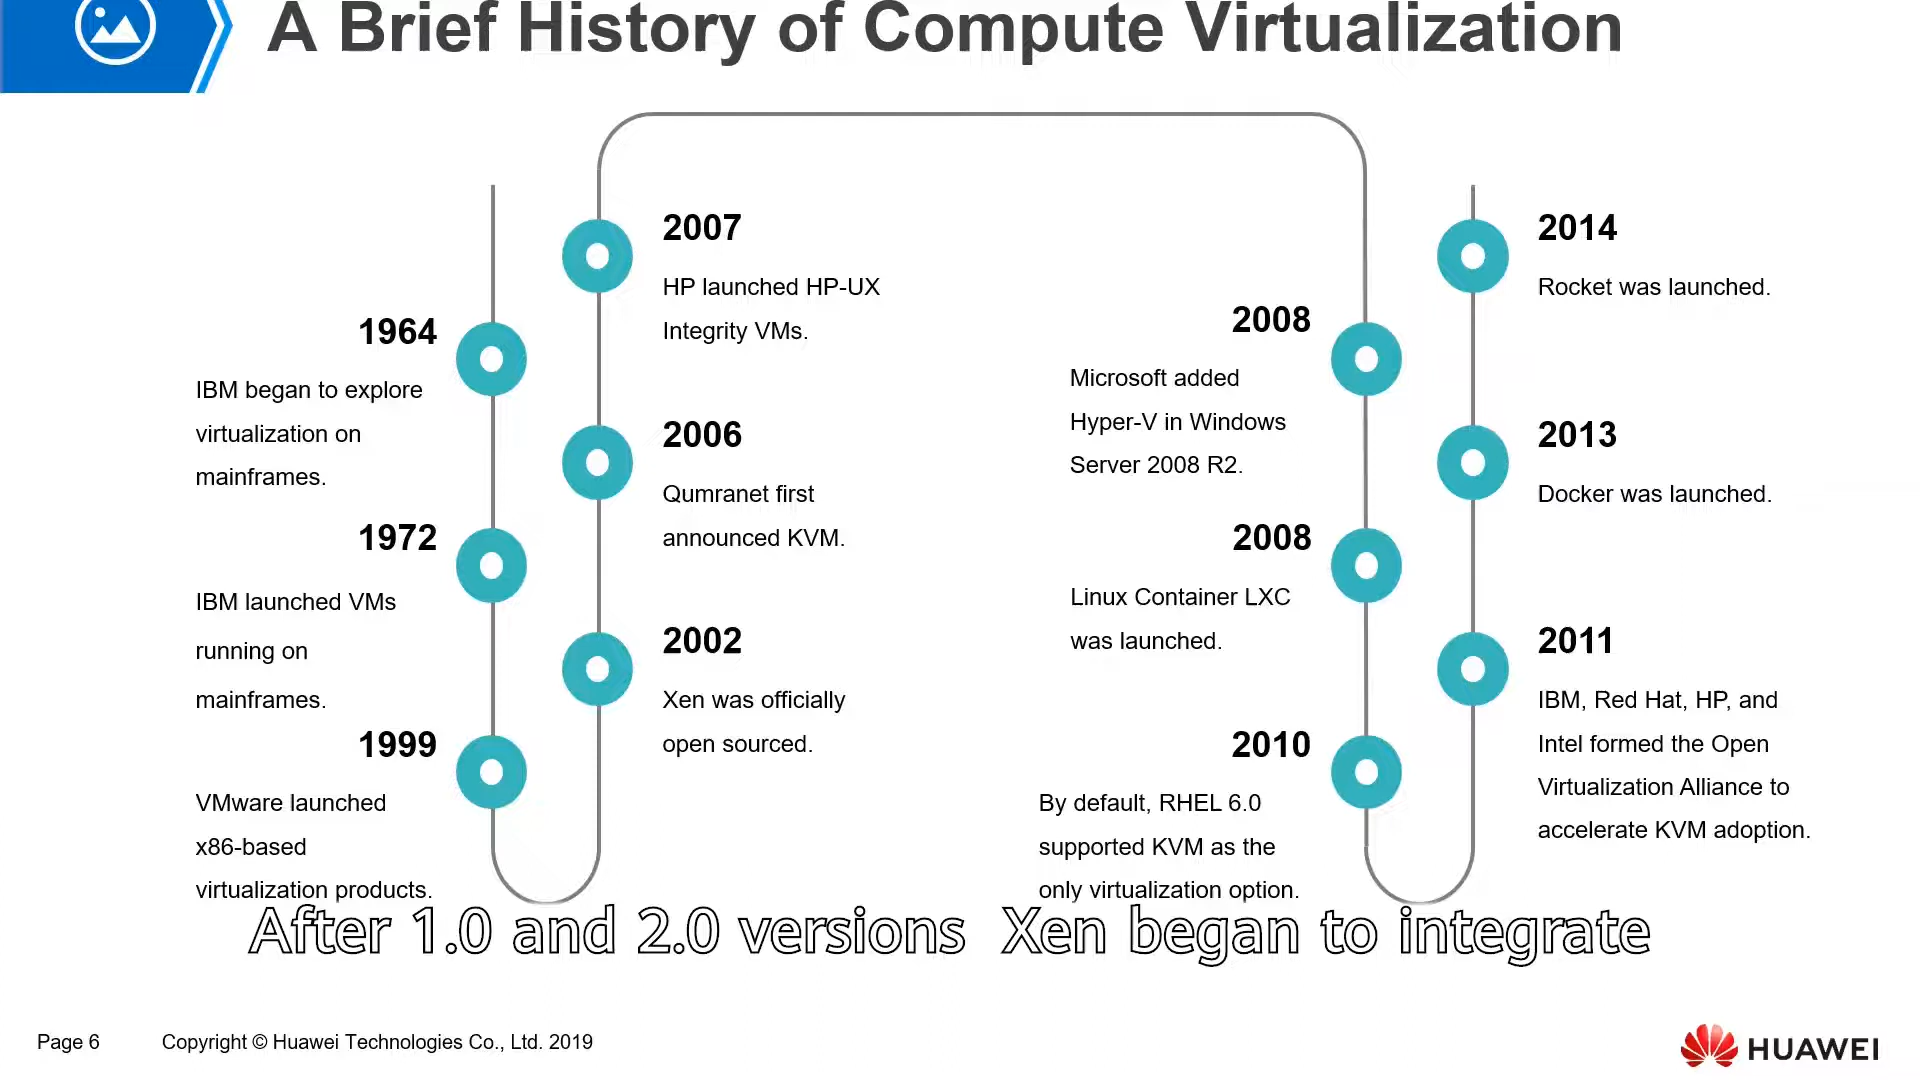 A Brief History of Compute Virtualization
1964
IBM began to explore
virtualization on
mainframes.
1972
IBM launched VMs
running on
mainframes.
1999
VMware launched
x86-based
virtualization products.
2007
HP launched HP-UX
Integrity VMs.
2006
Qumranet first
announced KVM.
2002
Xen was officially
open sourced.
2008
Microsoft added
Hyper-V in Windows
Server 2008 R2.
2008
Linux Container LXC
was launched.
2010
By default, RHEL 6.0
supported KVM as the
only virtualization option.
2014
Rocket was launched.
2013
Docker was launched.
2011
IBM, Red Hat, HP, and
Intel formed the Open
Virtualization Alliance to
accelerate KVM adoption.
After 1.0 and 2.0 versions Xen began to integrate
Page 6
Copyright © Huawei Technologies Co., Ltd. 2019
HUAWEI